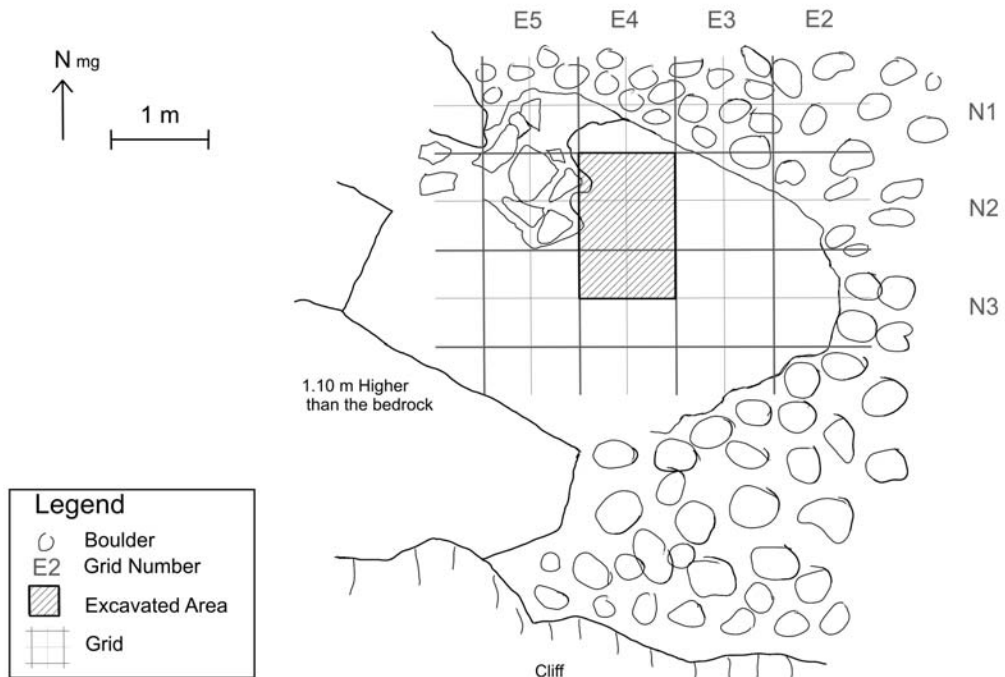 E5 E4 E3 E2
N mg
1 m
N1
N2
N3
1.10 m Higher
than the bedrock
Legend
Boulder
E2 Grid Number
Excavated Area
Grid
Cliff